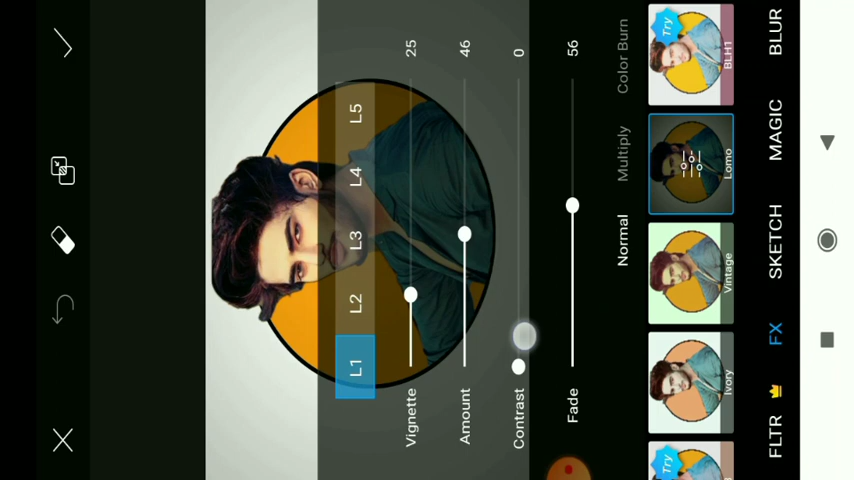 L1 L2 L3 L4 L5
Vignette 25
Amount 46
Contrast 0
Fade 56
Normal Multiply Color Burn
Try
Ivory
Vintage
Lomo
Try
BLH1
FLTR FX SKETCH MAGIC BLUR